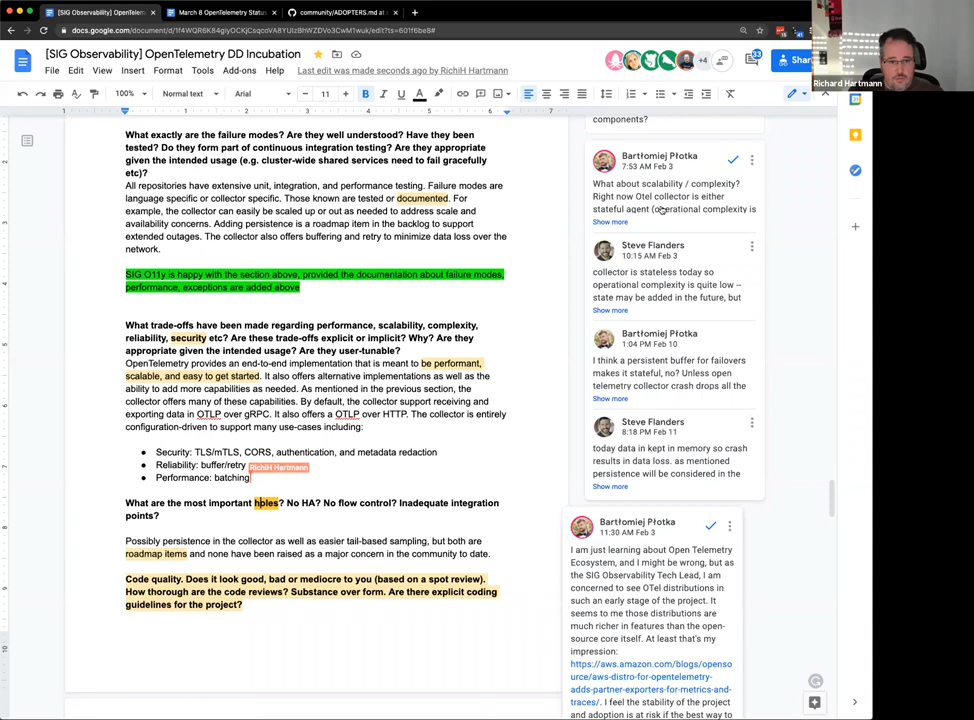 [SIG Observability] OpenTelem
March 8 OpenTelemetry Status
community/ADOPTERS.md at m
docs.google.com/document/d/1f4WQR6K84giyOCKjCsqcoVA8UIzBhWZDVo3CwM1wuk/edit?ts=601f6be8#
[SIG Observability] OpenTelemetry DD Incubation
File Edit View Insert Format Tools Add-ons Help Last edit was made seconds ago by RichiH Hartmann
+4
33
Shar
Richard Hartmann
100% Normal text Arial 11 B I U A
What exactly are the failure modes? Are they well understood? Have they been
tested? Do they form part of continuous integration testing? Are they appropriate
given the intended usage (e.g. cluster-wide shared services need to fail gracefully
etc)?
All repositories have extensive unit, integration, and performance testing. Failure modes are
language specific or collector specific. Those known are tested or documented. For
example, the collector can easily be scaled up or out as needed to address scale and
availability concerns. Adding persistence is a roadmap item in the backlog to support
extended outages. The collector also offers buffering and retry to minimize data loss over the
network.
SIG O11y is happy with the section above, provided the documentation about failure modes,
performance, exceptions are added above
What trade-offs have been made regarding performance, scalability, complexity,
reliability, security etc? Are these trade-offs explicit or implicit? Why? Are they
appropriate given the intended usage? Are they user-tunable?
OpenTelemetry provides an end-to-end implementation that is meant to be performant,
scalable, and easy to get started. It also offers alternative implementations as well as the
ability to add more capabilities as needed. As mentioned in the previous section, the
collector offers many of these capabilities. By default, the collector support receiving and
exporting data in OTLP over gRPC. It also offers a OTLP over HTTP. The collector is entirely
configuration-driven to support many use-cases including:
● Security: TLS/mTLS, CORS, authentication, and metadata redaction
● Reliability: buffer/retry
RichiH Hartmann
● Performance: batching
What are the most important holes? No HA? No flow control? Inadequate integration
points?
Possibly persistence in the collector as well as easier tail-based sampling, but both are
roadmap items and none have been raised as a major concern in the community to date.
Code quality. Does it look good, bad or mediocre to you (based on a spot review).
How thorough are the code reviews? Substance over form. Are there explicit coding
guidelines for the project?
components?
Bartłomiej Płotka
7:53 AM Feb 3
What about scalability / complexity?
Right now Otel collector is either
stateful agent (operational complexity is
Show more
Steve Flanders
10:15 AM Feb 3
collector is stateless today so
operational complexity is quite low --
state may be added in the future, but
Show more
Bartłomiej Płotka
1:04 PM Feb 10
I think a persistent buffer for failovers
makes it stateful, no? Unless open
telemetry collector crash drops all the
Show more
Steve Flanders
8:18 PM Feb 11
today data in kept in memory so crash
results in data loss. as mentioned
persistence will be considered in the
Show more
Bartłomiej Płotka
11:30 AM Feb 3
I am just learning about Open Telemetry
Ecosystem, and I might be wrong, but as
the SIG Observability Tech Lead, I am
concerned to see OTel distributions in
such an early stage of the project. It
seems to me those distributions are
much richer in features than the open-
source core itself. At least that's my
impression:
https://aws.amazon.com/blogs/openso
urce/aws-distro-for-opentelemetry-
adds-partner-exporters-for-metrics-and-
traces/. I feel the stability of the project
and adoption is at risk if the best way to